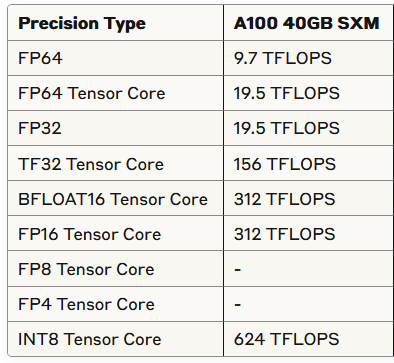 Precision Type A100 40GB SXM
FP64 9.7 TFLOPS
FP64 Tensor Core 19.5 TFLOPS
FP32 19.5 TFLOPS
TF32 Tensor Core 156 TFLOPS
BFLOAT16 Tensor Core 312 TFLOPS
FP16 Tensor Core 312 TFLOPS
FP8 Tensor Core -
FP4 Tensor Core -
INT8 Tensor Core 624 TFLOPS